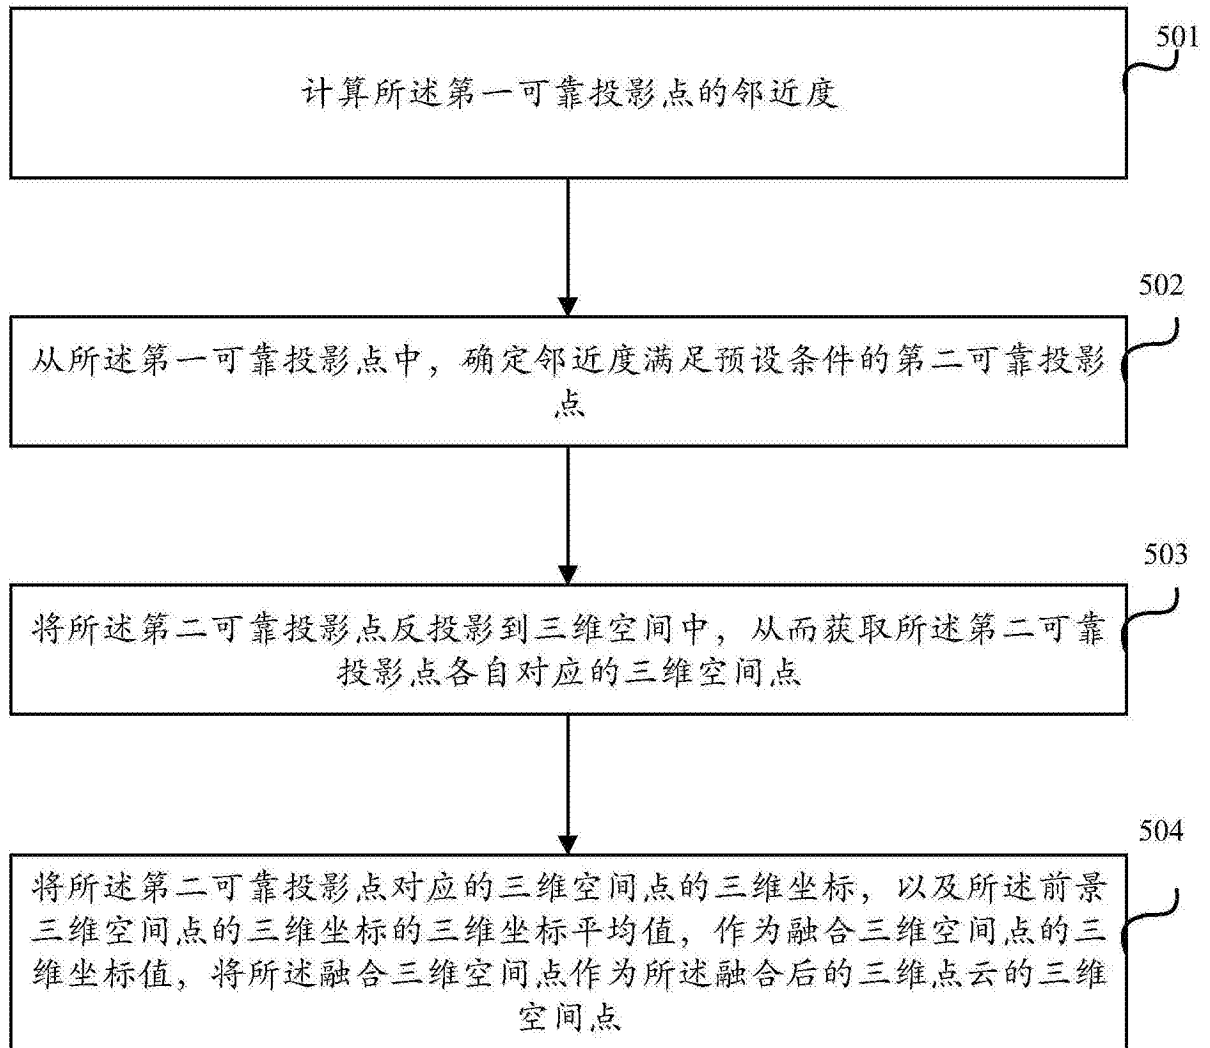 501
计算所述第一可靠投影点的邻近度
502
从所述第一可靠投影点中，确定邻近度满足预设条件的第二可靠投影
点
503
将所述第二可靠投影点反投影到三维空间中，从而获取所述第二可靠
投影点各自对应的三维空间点
504
将所述第二可靠投影点对应的三维空间点的三维坐标，以及所述前景
三维空间点的三维坐标的三维坐标平均值，作为融合三维空间点的三
维坐标值，将所述融合三维空间点作为所述融合后的三维点云的三维
空间点